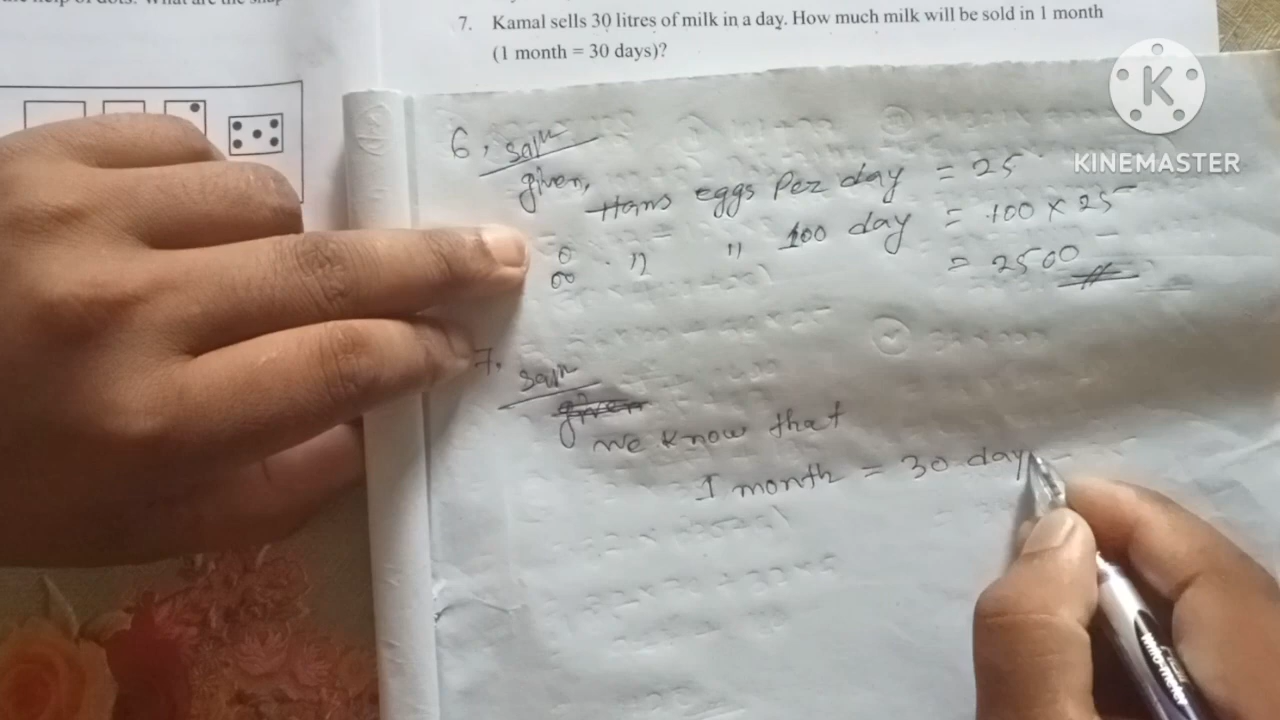 7. Kamal sells 30 litres of milk in a day. How much milk will be sold in 1 month
(1 month = 30 days)?
K
KINEMASTER
6, soln
given,
Hans eggs Per day = 25
" " 100 day = 100 × 25
= 2500
7. soln
given
we know that
1 month = 30 day